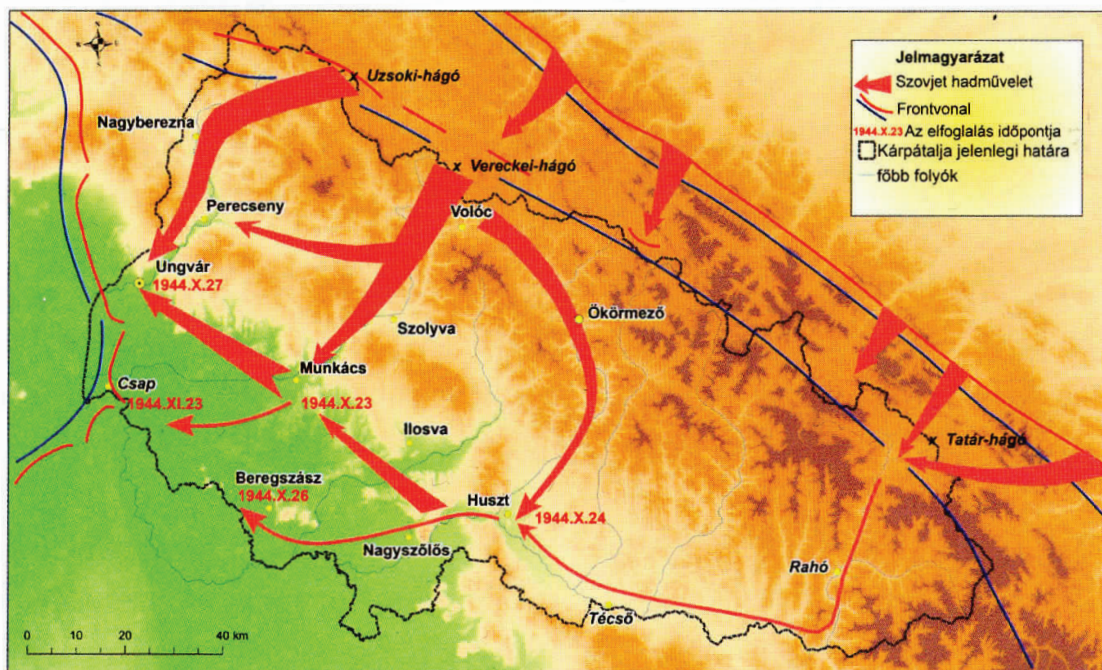 Jelmagyarázat
Szovjet hadművelet
Frontvonal
1944.X.23 Az elfoglalás időpontja
Kárpátalja jelenlegi határa
főbb folyók
Uzsoki-hágó
Nagyberezna
Vereckei-hágó
Perecseny
Volóc
Ungvár
1944.X.27
Szolyva
Ökörmező
Munkács
Csap
1944.XI.23
1944.X.23
Ilosva
Tatár-hágó
Beregszász
1944.X.26
Huszt
1944.X.24
Nagyszőlős
Rahó
Técső
0 10 20 40 km